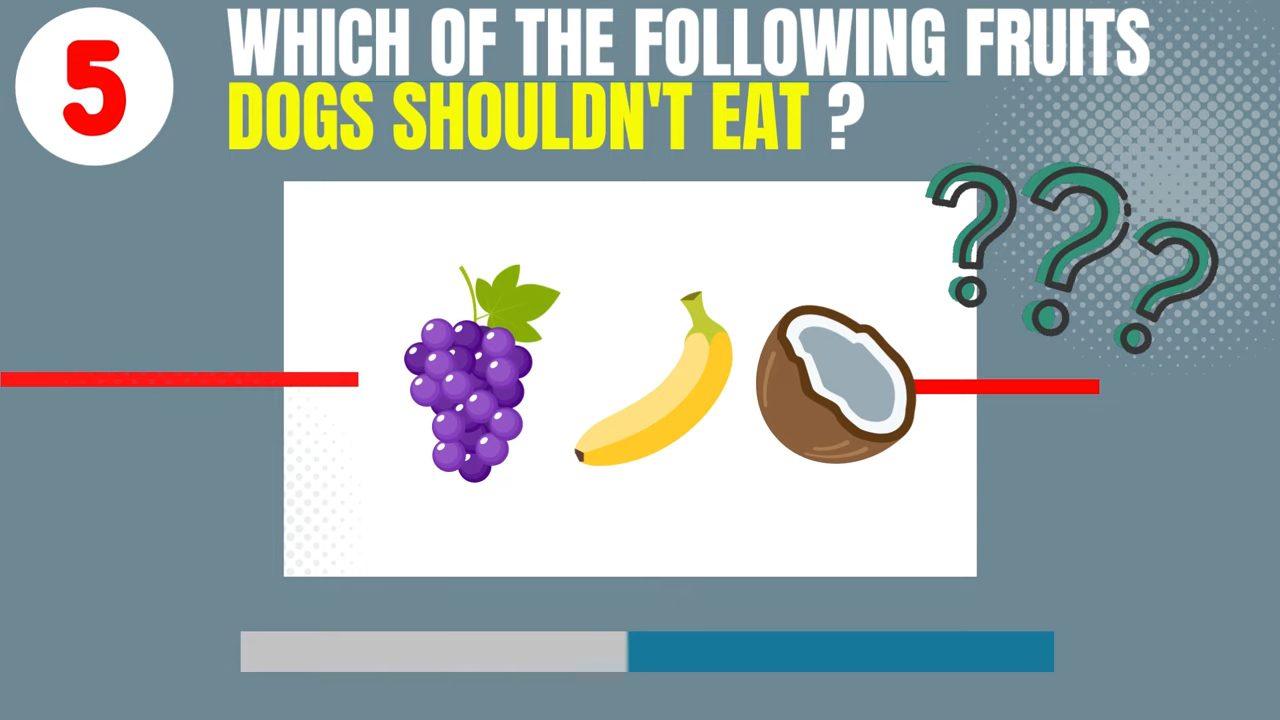 5
WHICH OF THE FOLLOWING FRUITS
DOGS SHOULDN'T EAT ?
???